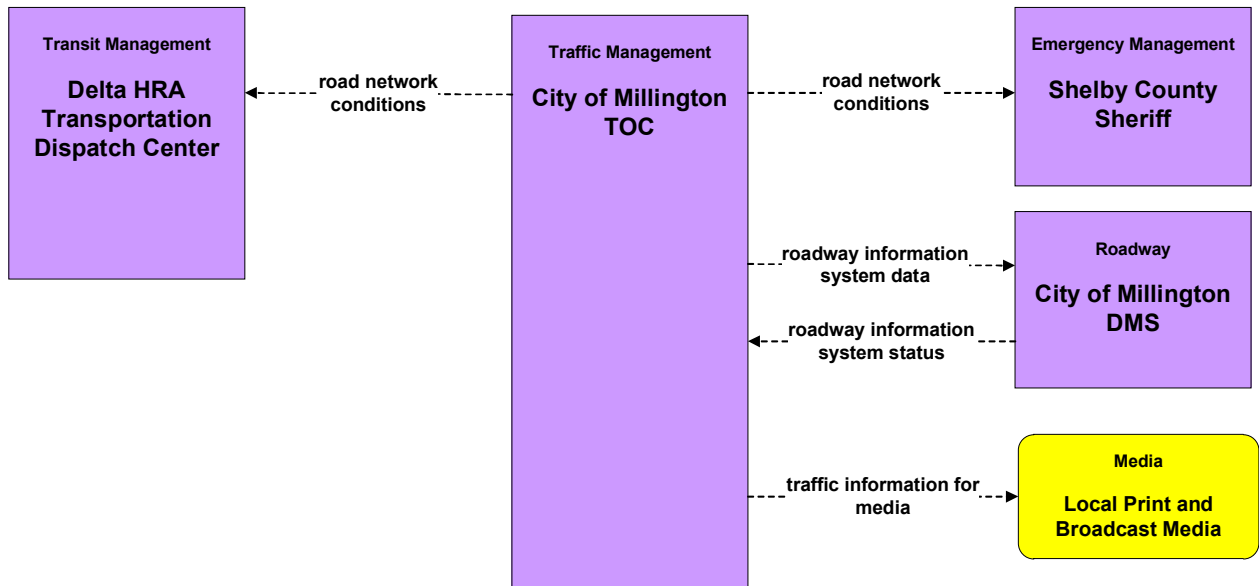 Transit Management
Delta HRA
Transportation
Dispatch Center
road network
conditions
Traffic Management
City of Millington
TOC
road network
conditions
Emergency Management
Shelby County
Sheriff
roadway information
system data
roadway information
system status
Roadway
City of Millington
DMS
traffic information for
media
Media
Local Print and
Broadcast Media